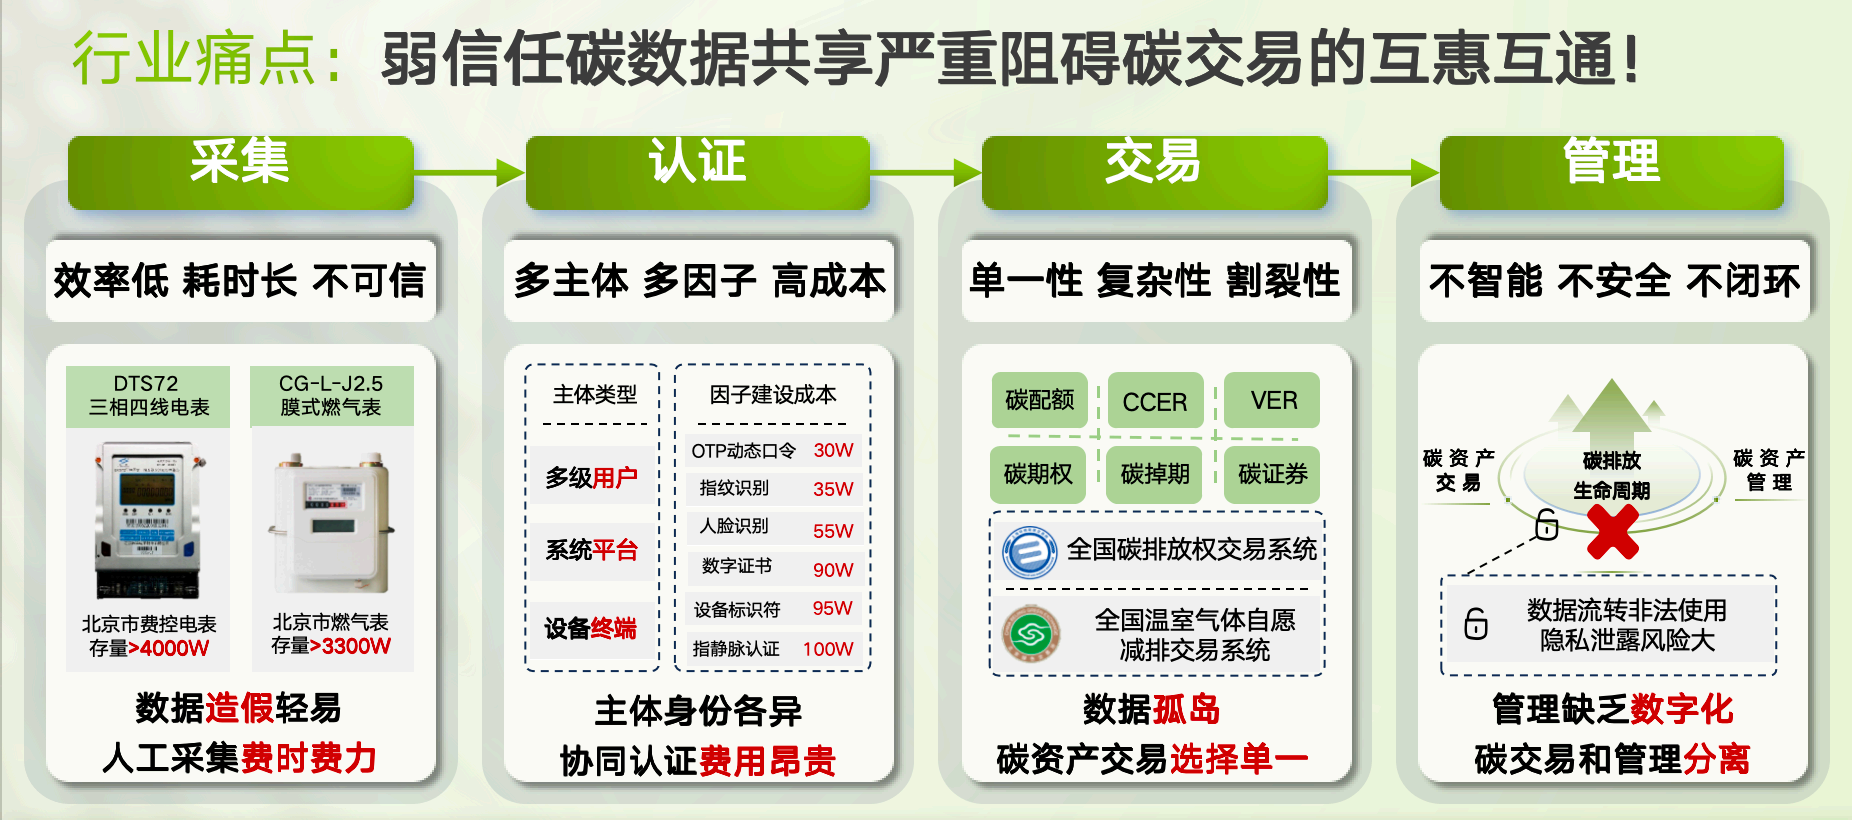 行业痛点：弱信任碳数据共享严重阻碍碳交易的互惠互通！
采集
认证
交易
管理
效率低 耗时长 不可信
多主体 多因子 高成本
单一性 复杂性 割裂性
不智能 不安全 不闭环
DTS72
三相四线电表
CG-L-J2.5
膜式燃气表
北京市费控电表
存量>4000W
北京市燃气表
存量>3300W
数据造假轻易
人工采集费时费力
主体类型
多级用户
系统平台
设备终端
因子建设成本
OTP动态口令 30W
指纹识别 35W
人脸识别 55W
数字证书 90W
设备标识符 95W
指静脉认证 100W
主体身份各异
协同认证费用昂贵
碳配额
CCER
VER
碳期权
碳掉期
碳证券
全国碳排放权交易系统
全国温室气体自愿
减排交易系统
数据孤岛
碳资产交易选择单一
碳资产
交易
碳排放
生命周期
碳资产
管理
数据流转非法使用
隐私泄露风险大
管理缺乏数字化
碳交易和管理分离